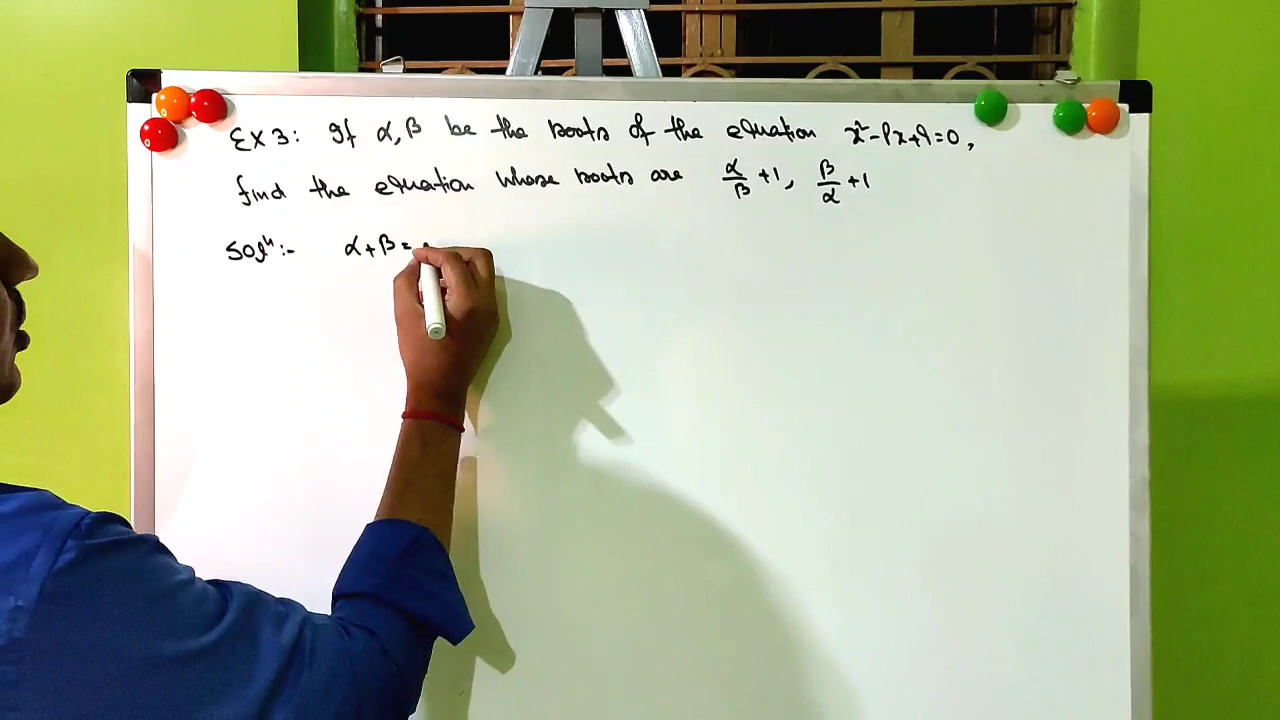 EX 3: If α, β be the roots of the equation x² - px + q = 0,
find the equation whose roots are α/β + 1, β/α + 1
Solⁿ :- α + β =